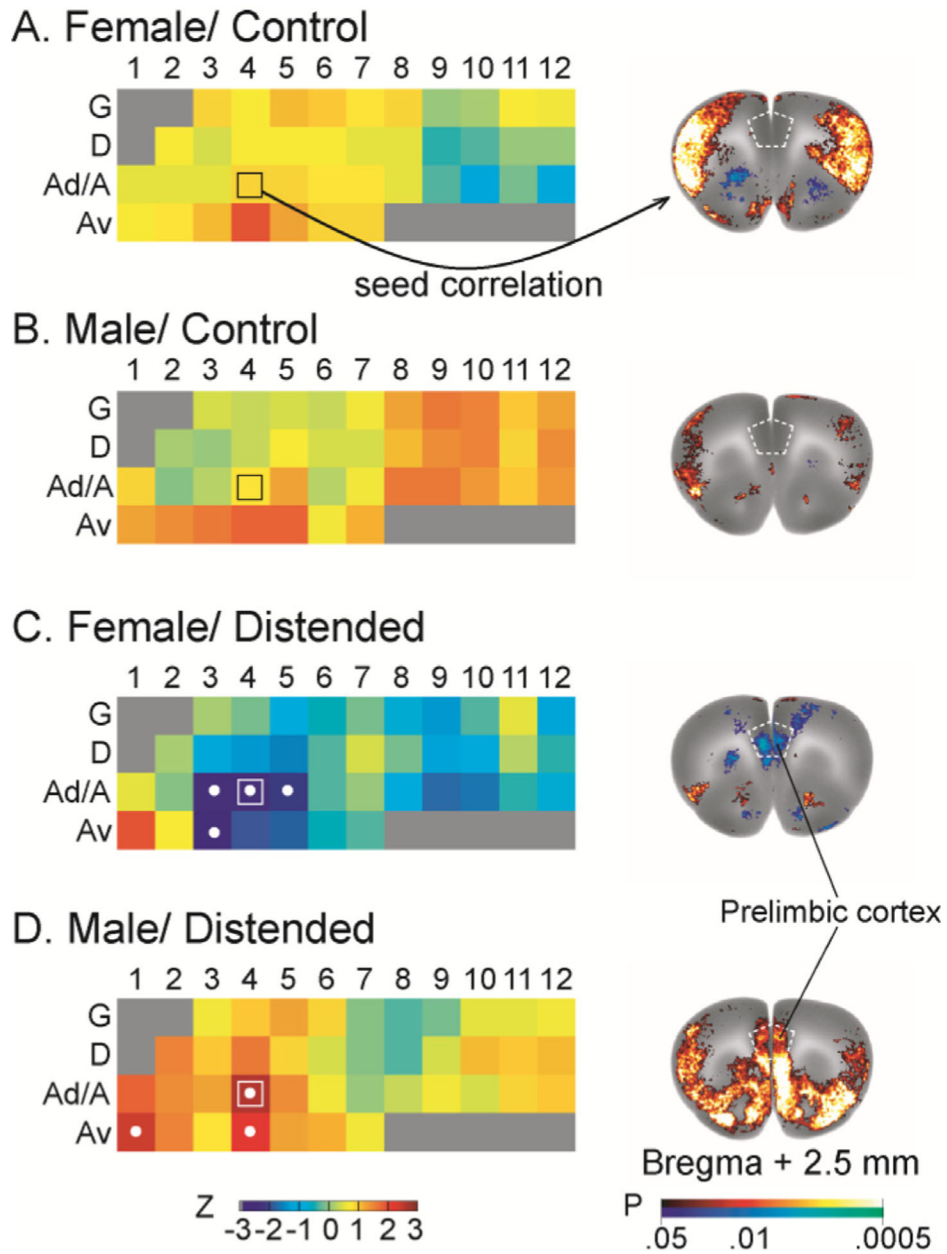 A. Female/ Control
1 2 3 4 5 6 7 8 9 10 11 12
G
D
Ad/A
Av
seed correlation
B. Male/ Control
1 2 3 4 5 6 7 8 9 10 11 12
G
D
Ad/A
Av
C. Female/ Distended
1 2 3 4 5 6 7 8 9 10 11 12
G
D
Ad/A
Av
Prelimbic cortex
D. Male/ Distended
1 2 3 4 5 6 7 8 9 10 11 12
G
D
Ad/A
Av
Bregma + 2.5 mm
Z
-3 -2 -1 0 1 2 3
P
.05 .01 .0005